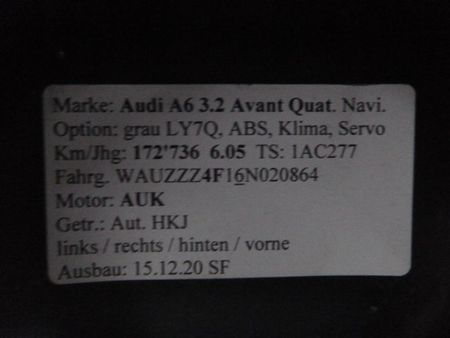 Marke: Audi A6 3.2 Avant Quat. Navi.
Option: grau LY7Q, ABS, Klima, Servo
Km/Jhg: 172'736 6.05 TS: 1AC277
Fahrg. WAUZZZ4F16N020864
Motor: AUK
Getr.: Aut. HKJ
links / rechts / hinten / vorne
Ausbau: 15.12.20 SF